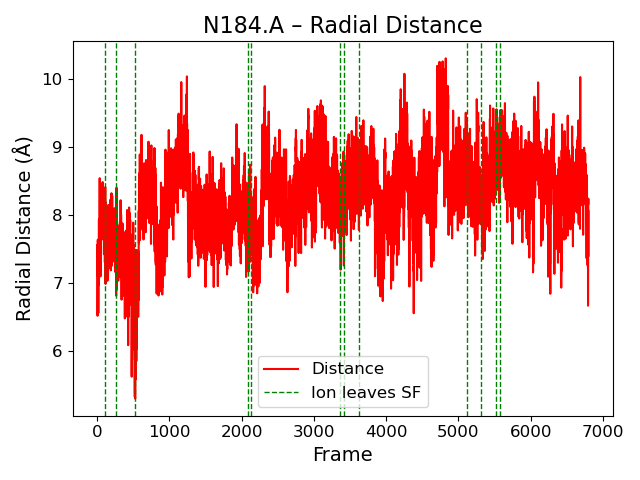 N184.A – Radial Distance
Radial Distance (Å)
10
9
8
7
6
Distance
Ion leaves SF
0 1000 2000 3000 4000 5000 6000 7000
Frame